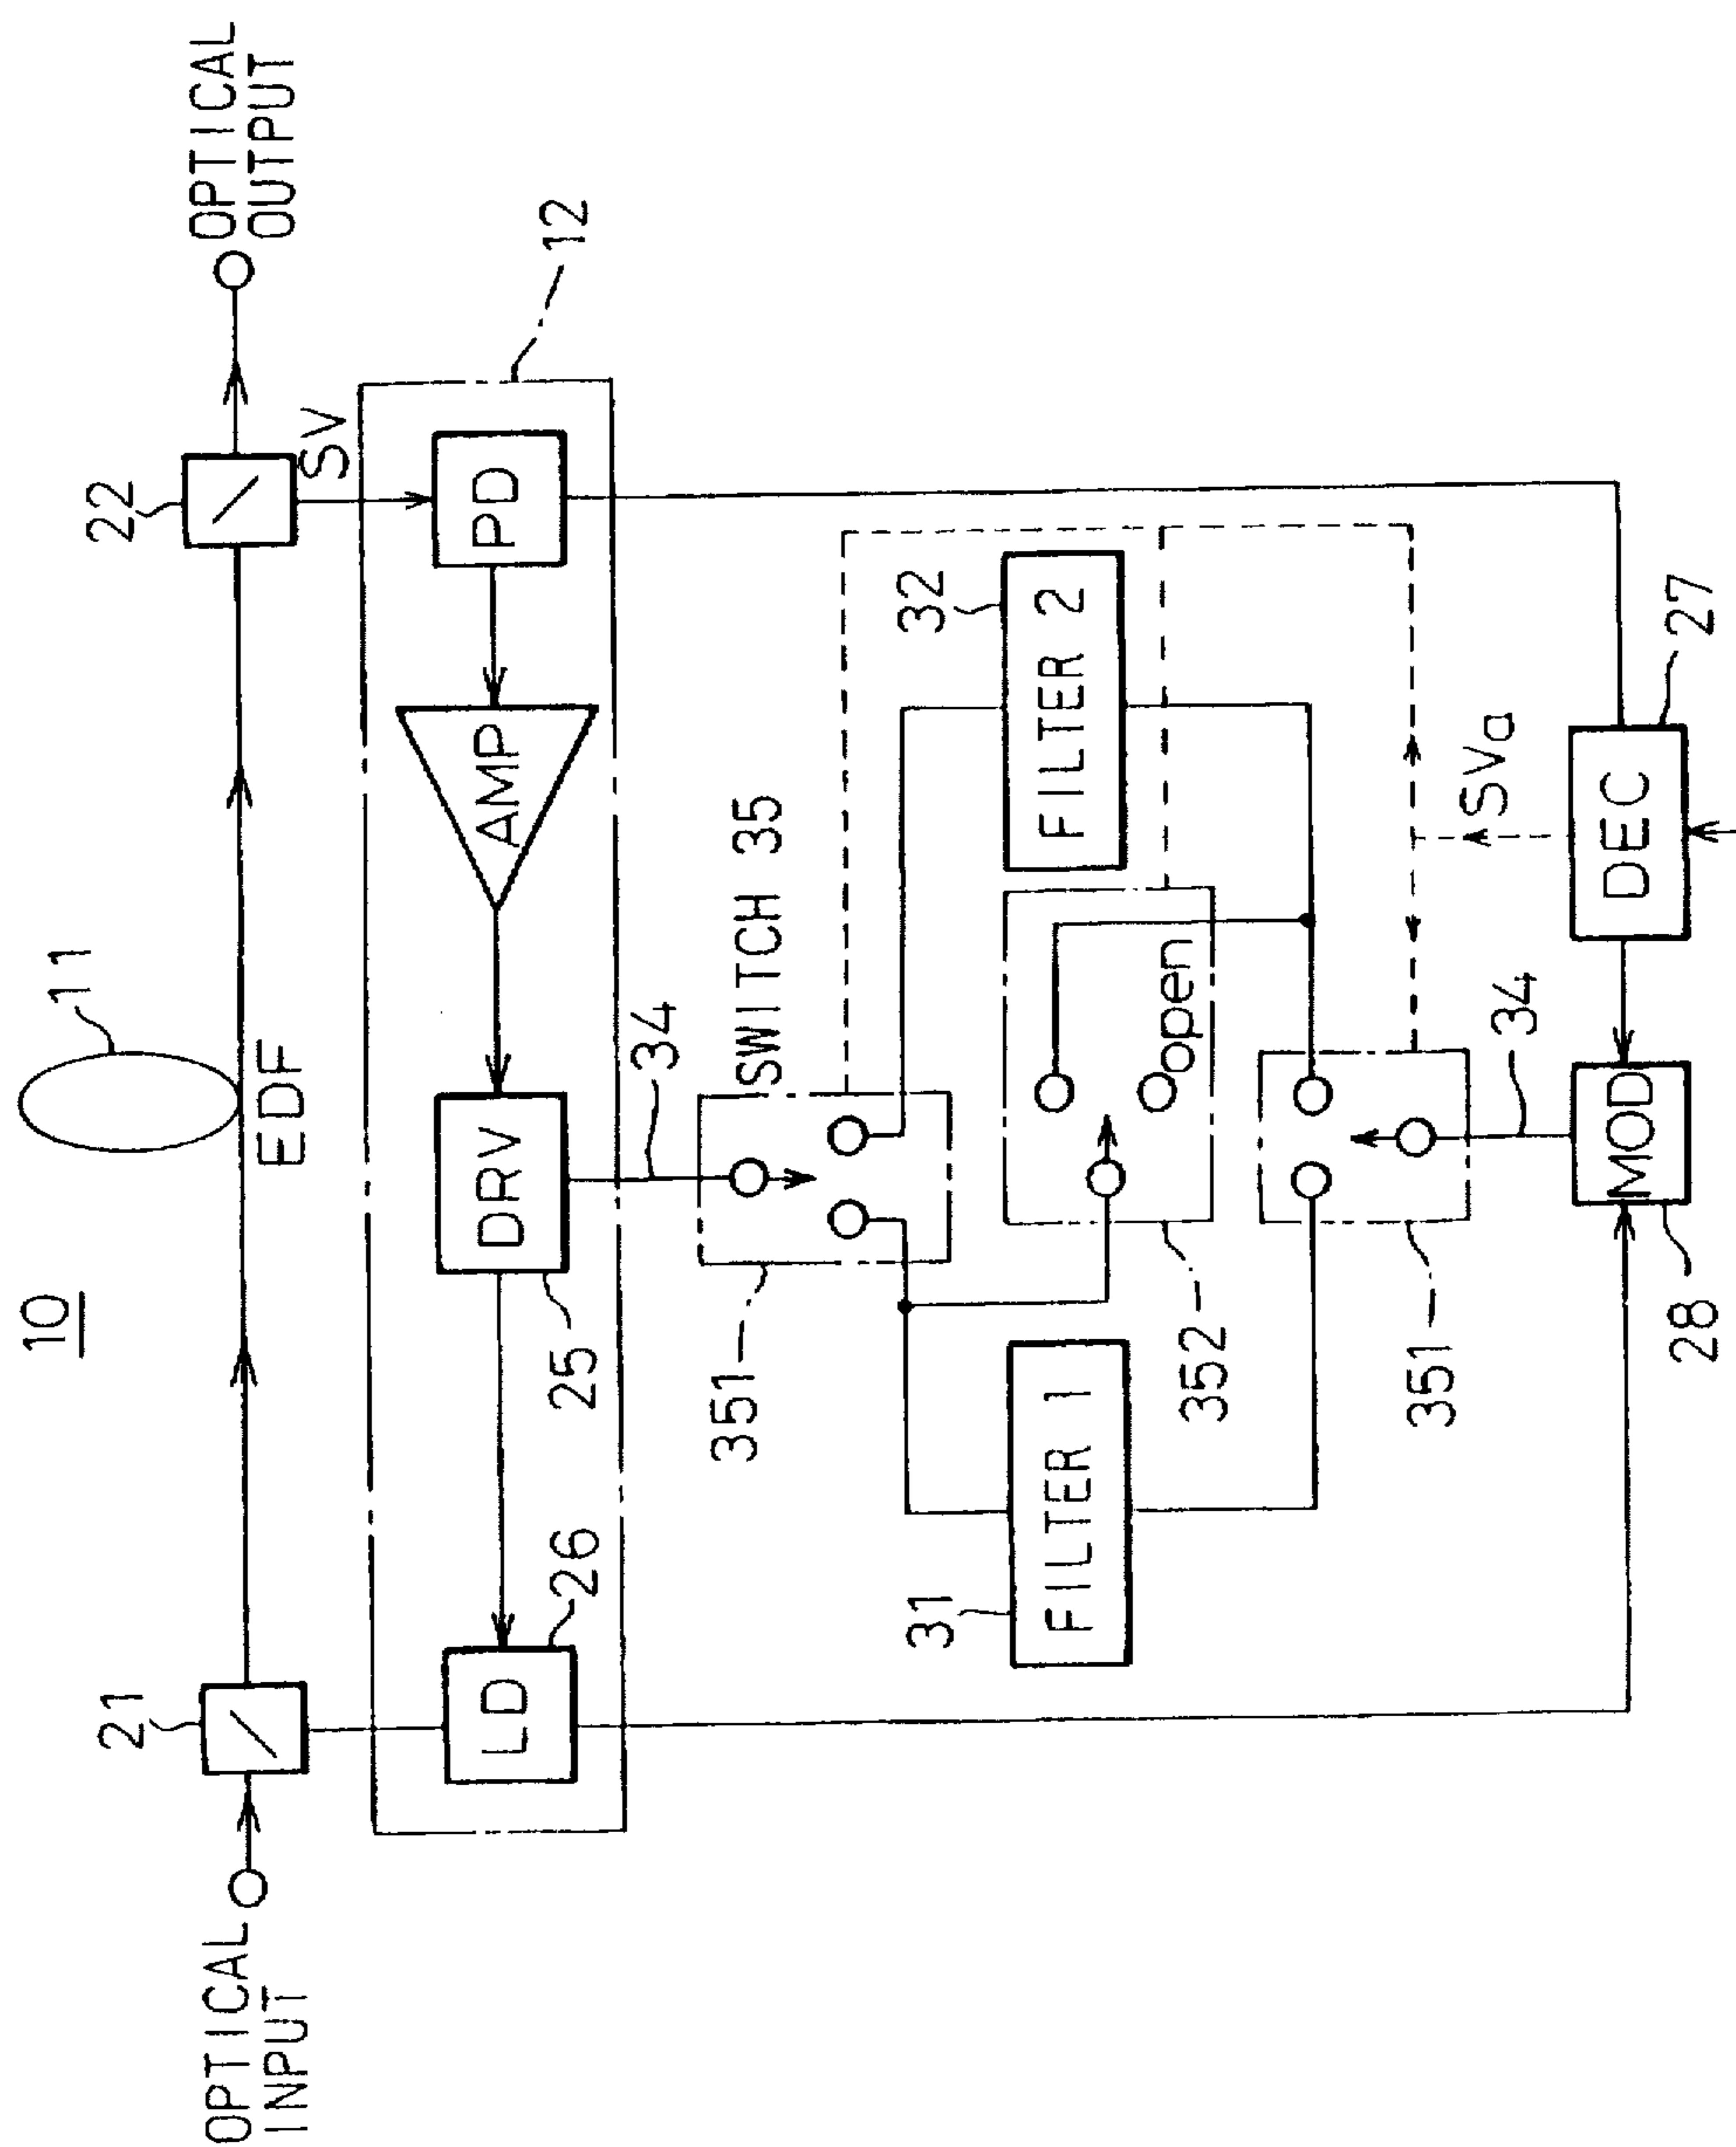 10
11
EDF
OPTICAL
INPUT
21
22
OPTICAL
OUTPUT
SV
12
LD
DRV
AMP
PD
26
25
34
351
SWITCH 35
31
FILTER 1
32
FILTER 2
352
open
351
34
SVa
28
MOD
DEC
27